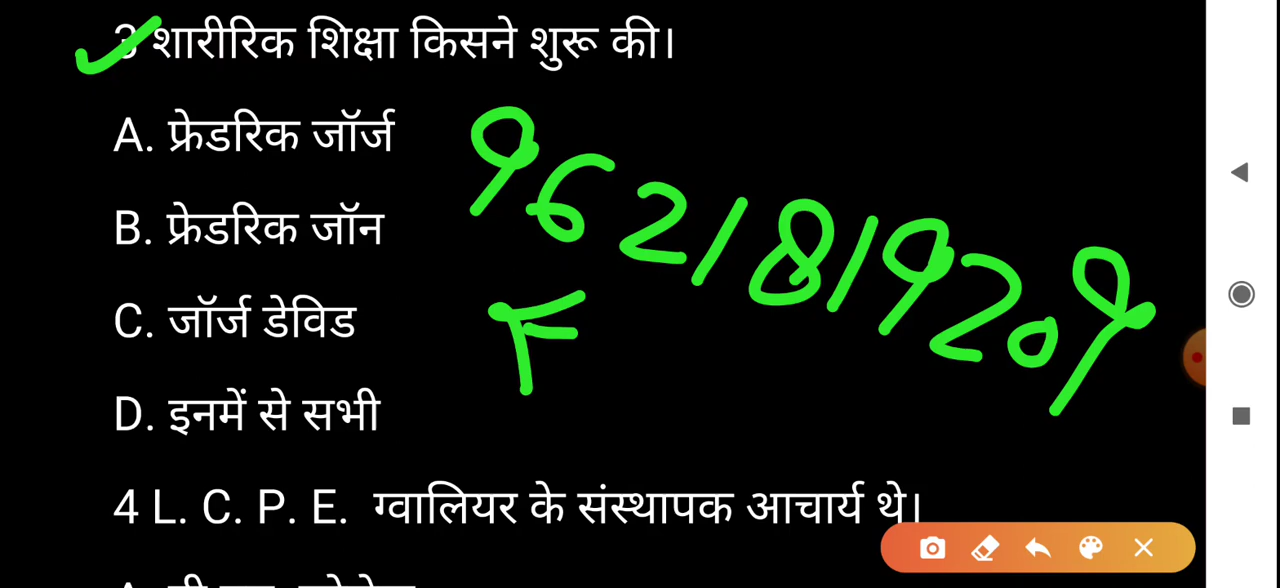 3 शारीरिक शिक्षा किसने शुरू की।
A. फ्रेडरिक जॉर्ज
9621819209
B. फ्रेडरिक जॉन
C. जॉर्ज डेविड
F
D. इनमें से सभी
4 L. C. P. E. ग्वालियर के संस्थापक आचार्य थे।